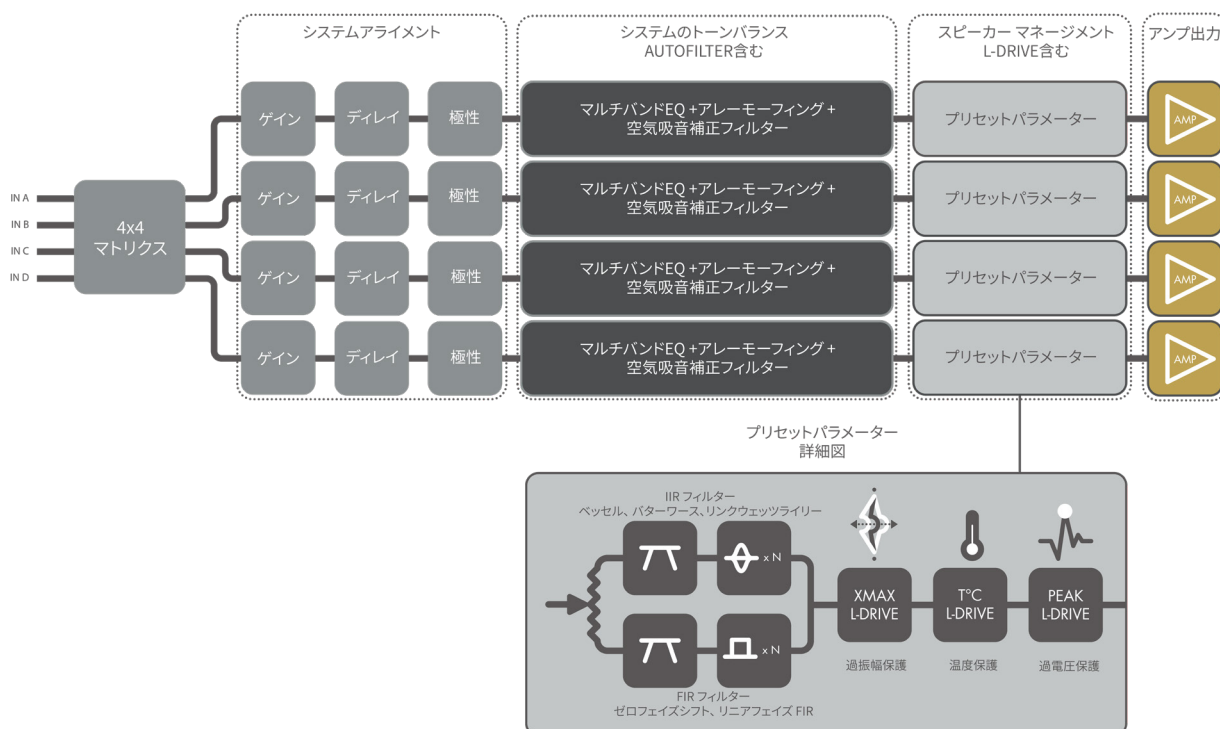 システムアライメント
システムのトーンバランス
AUTOFILTER含む
スピーカー マネージメント
L-DRIVE含む
アンプ出力
IN A
IN B
IN C
IN D
4x4
マトリクス
ゲイン
ディレイ
極性
マルチバンドEQ +アレーモーフィング +
空気吸音補正フィルター
プリセットパラメーター
AMP
ゲイン
ディレイ
極性
マルチバンドEQ +アレーモーフィング +
空気吸音補正フィルター
プリセットパラメーター
AMP
ゲイン
ディレイ
極性
マルチバンドEQ +アレーモーフィング +
空気吸音補正フィルター
プリセットパラメーター
AMP
ゲイン
ディレイ
極性
マルチバンドEQ +アレーモーフィング +
空気吸音補正フィルター
プリセットパラメーター
AMP
プリセットパラメーター
詳細図
IIR フィルター
ベッセル、バターワース、リンクウェッツライリー
x N
x N
FIR フィルター
ゼロフェイズシフト、リニアフェイズ FIR
XMAX
L-DRIVE
過振幅保護
T°C
L-DRIVE
温度保護
PEAK
L-DRIVE
過電圧保護